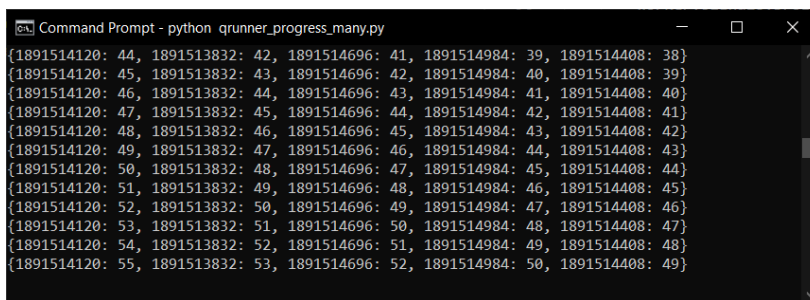 Command Prompt - python qrunner_progress_many.py
{1891514120: 44, 1891513832: 42, 1891514696: 41, 1891514984: 39, 1891514408: 38}
{1891514120: 45, 1891513832: 43, 1891514696: 42, 1891514984: 40, 1891514408: 39}
{1891514120: 46, 1891513832: 44, 1891514696: 43, 1891514984: 41, 1891514408: 40}
{1891514120: 47, 1891513832: 45, 1891514696: 44, 1891514984: 42, 1891514408: 41}
{1891514120: 48, 1891513832: 46, 1891514696: 45, 1891514984: 43, 1891514408: 42}
{1891514120: 49, 1891513832: 47, 1891514696: 46, 1891514984: 44, 1891514408: 43}
{1891514120: 50, 1891513832: 48, 1891514696: 47, 1891514984: 45, 1891514408: 44}
{1891514120: 51, 1891513832: 49, 1891514696: 48, 1891514984: 46, 1891514408: 45}
{1891514120: 52, 1891513832: 50, 1891514696: 49, 1891514984: 47, 1891514408: 46}
{1891514120: 53, 1891513832: 51, 1891514696: 50, 1891514984: 48, 1891514408: 47}
{1891514120: 54, 1891513832: 52, 1891514696: 51, 1891514984: 49, 1891514408: 48}
{1891514120: 55, 1891513832: 53, 1891514696: 52, 1891514984: 50, 1891514408: 49}